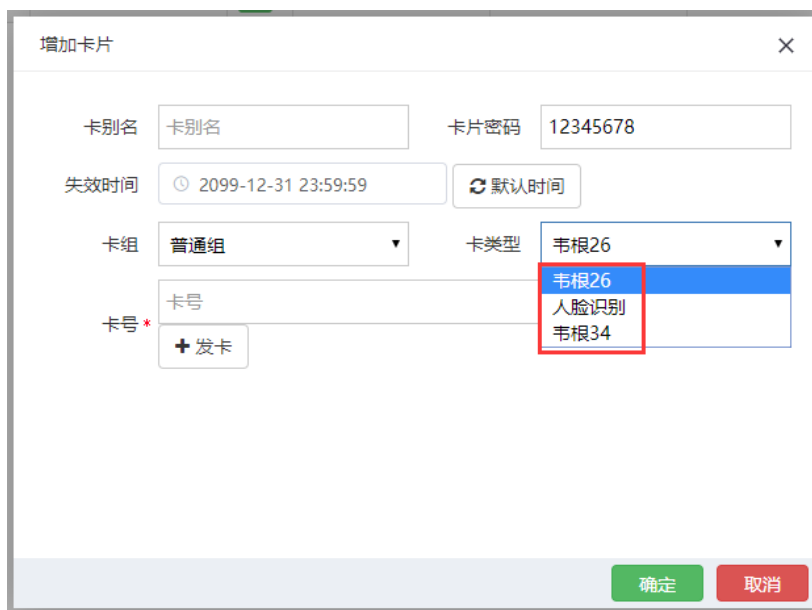 增加卡片
卡别名 卡别名 卡片密码 12345678
失效时间 2099-12-31 23:59:59 默认时间
卡组 普通组 卡类型 韦根26
韦根26
人脸识别
韦根34
卡号* 卡号
发卡
确定 取消